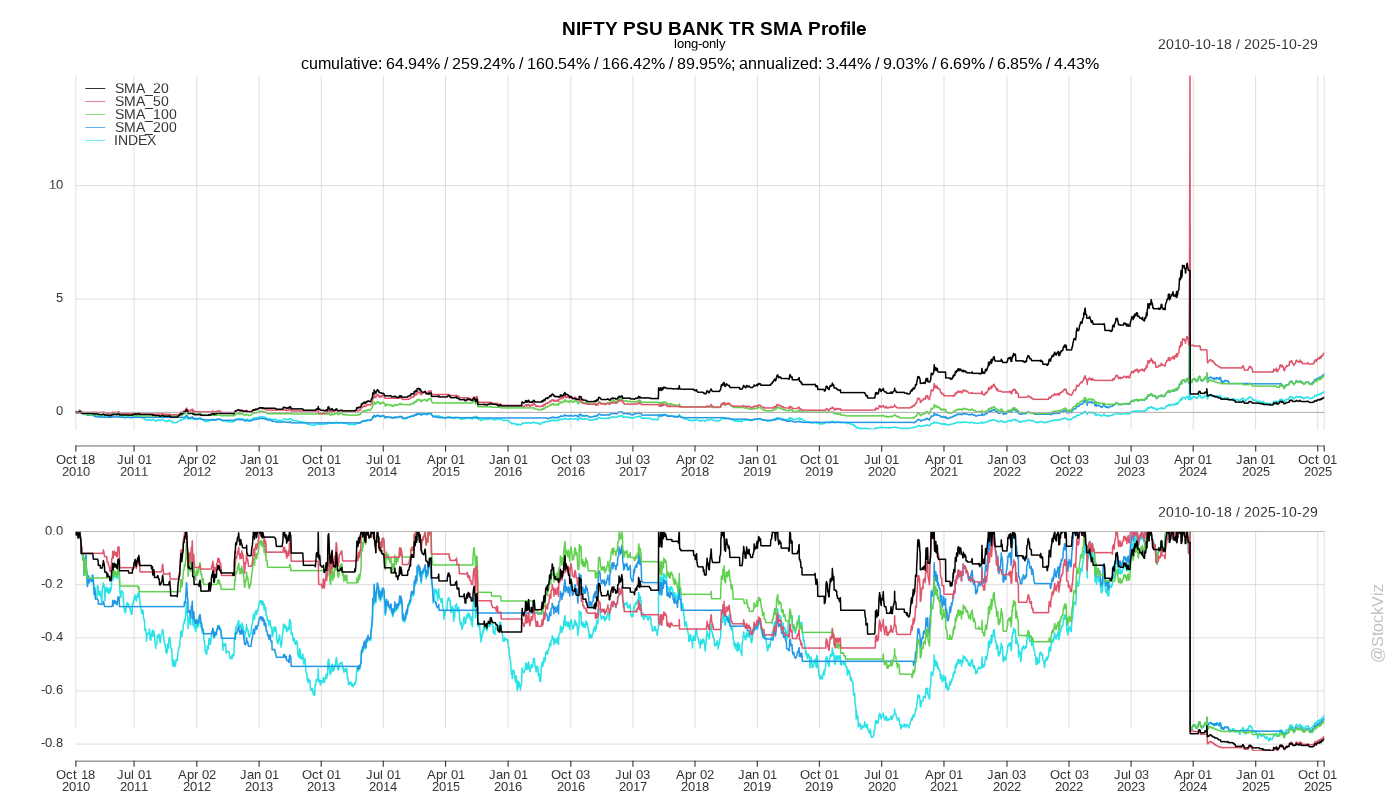 NIFTY PSU BANK TR SMA Profile
long-only
2010-10-18 / 2025-10-29
cumulative: 64.94% / 259.24% / 160.54% / 166.42% / 89.95%; annualized: 3.44% / 9.03% / 6.69% / 6.85% / 4.43%
SMA_20
SMA_50
SMA_100
SMA_200
INDEX
10
5
0
Oct 18 Jul 01 Apr 02 Jan 01 Oct 01 Jul 01 Apr 01 Jan 01 Oct 03 Jul 03 Apr 02 Jan 01 Oct 01 Jul 01 Apr 01 Jan 03 Oct 03 Jul 03 Apr 01 Jan 01 Oct 01
2010 2011 2012 2013 2013 2014 2015 2016 2016 2017 2018 2019 2019 2020 2021 2022 2022 2023 2024 2025 2025
2010-10-18 / 2025-10-29
0.0
-0.2
-0.4
-0.6
-0.8
Oct 18 Jul 01 Apr 02 Jan 01 Oct 01 Jul 01 Apr 01 Jan 01 Oct 03 Jul 03 Apr 02 Jan 01 Oct 01 Jul 01 Apr 01 Jan 03 Oct 03 Jul 03 Apr 01 Jan 01 Oct 01
2010 2011 2012 2013 2013 2014 2015 2016 2016 2017 2018 2019 2019 2020 2021 2022 2022 2023 2024 2025 2025
@StockViz